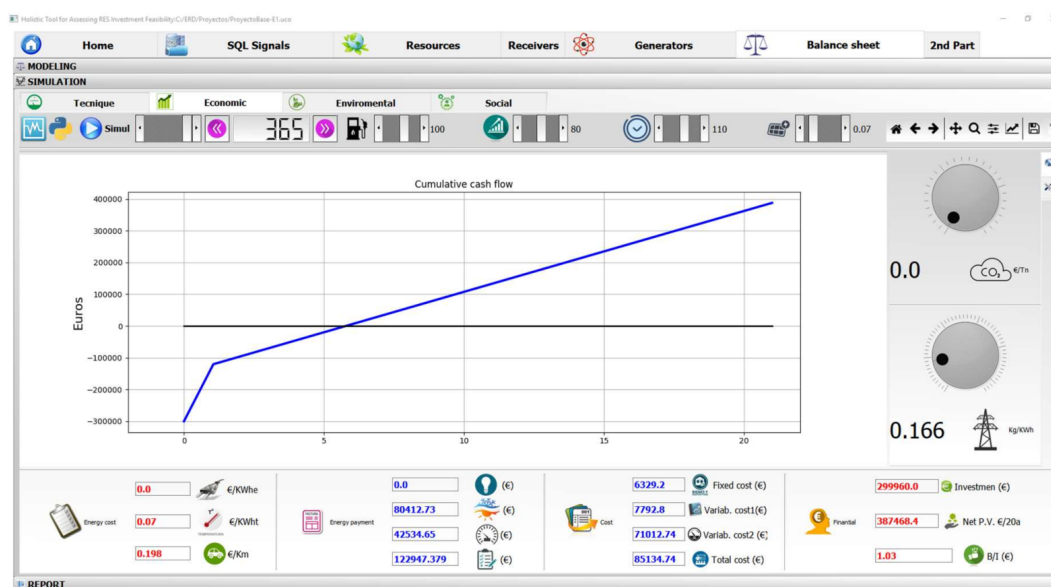 Holistic Tool for Assessing RES Investment Feasibility:C:/ERD/Proyectos/ProyectoBase-E1.uco
Home SQL Signals Resources Receivers Generators Balance sheet 2nd Part
MODELING
SIMULATION
Tecnique Economic Enviromental Social
Simul 365 100 80 110 0.07
Cumulative cash flow
400000
300000
200000
100000
0
−100000
−200000
−300000
Euros
0 5 10 15 20
0.0 CO₂ €/Tn
0.166 Kg/KWh
0.0 €/KWhe 0.0 (€) 6329.2 Fixed cost (€) 299960.0 Investmen (€)
80412.73 (€) 7792.8 Variab. cost1(€)
Energy cost 0.07 €/KWht Energy payment Cost Finantial 387468.4 Net P.V. €/20a
42534.65 (€) 71012.74 Variab. cost2 (€)
0.198 €/Km 122947.379 (€) 85134.74 Total cost (€) 1.03 B/I (€)
REPORT